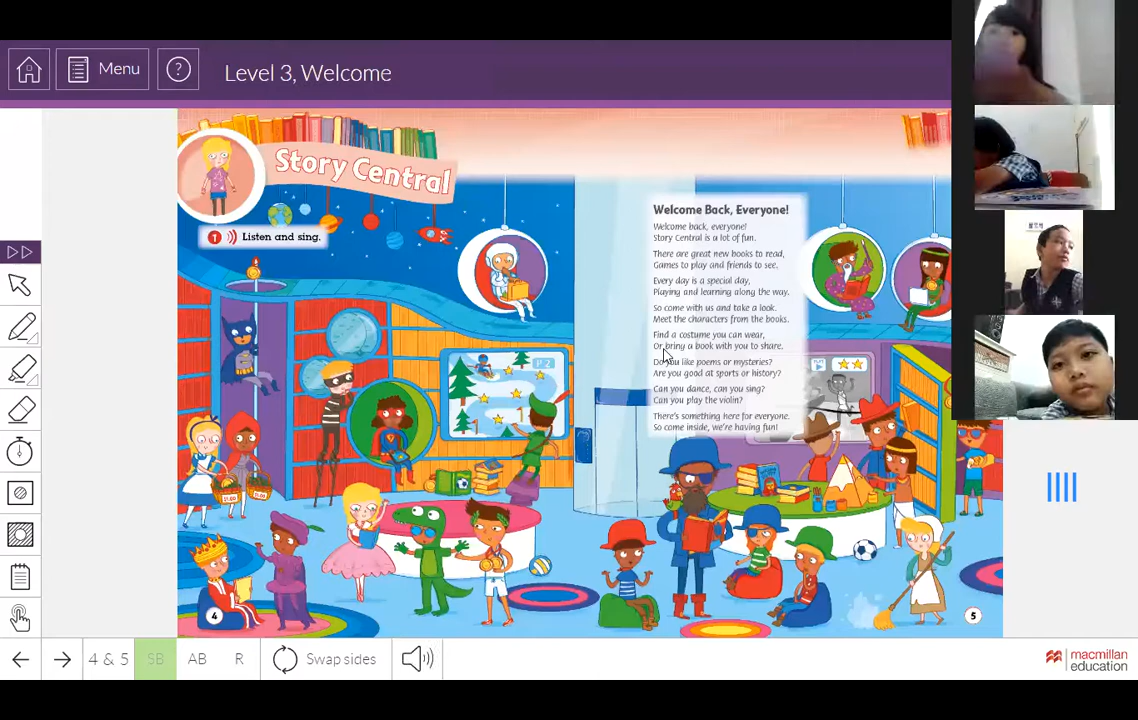 Menu
?
Level 3, Welcome
Story Central
1 Listen and sing.
Welcome Back, Everyone!
Welcome back, everyone!
Story Central is a lot of fun.
There are great new books to read,
Games to play and friends to see.
Every day is a special day,
Playing and learning along the way.
So come with us and take a look.
Meet the characters from the books.
Find a costume you can wear,
Or bring a book with you to share.
Do you like poems or mysteries?
Are you good at sports or history?
Can you dance, can you sing?
Can you play the violin?
There's something here for everyone.
So come inside, we're having fun!
P 2
PLAY
$1.00
$1.00
4
5
4 & 5
SB
AB
R
Swap sides
macmillan
education